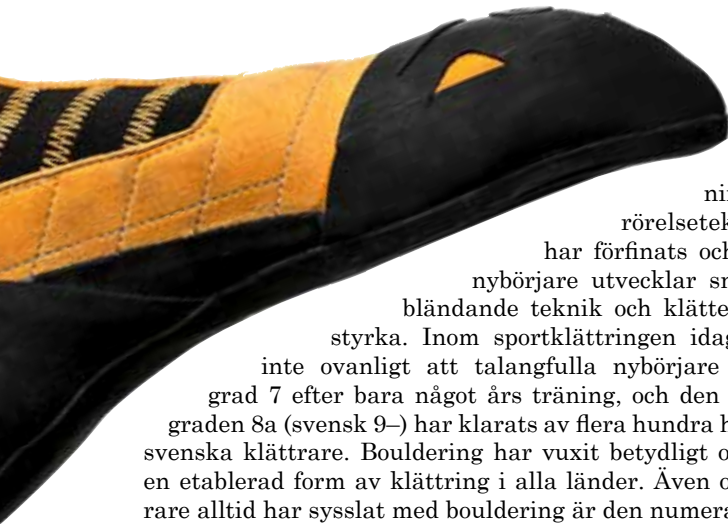 rörelsetek
har förfinats och
nybörjare utvecklar
bländande teknik och klätte
styrka. Inom sportklättringen idag
inte ovanligt att talangfulla nybörjare
grad 7 efter bara något års träning, och den
graden 8a (svensk 9–) har klarats av flera hundra
svenska klättrare. Bouldering har vuxit betydligt
en etablerad form av klättring i alla länder. Även
rare alltid har sysslat med bouldering är den numera